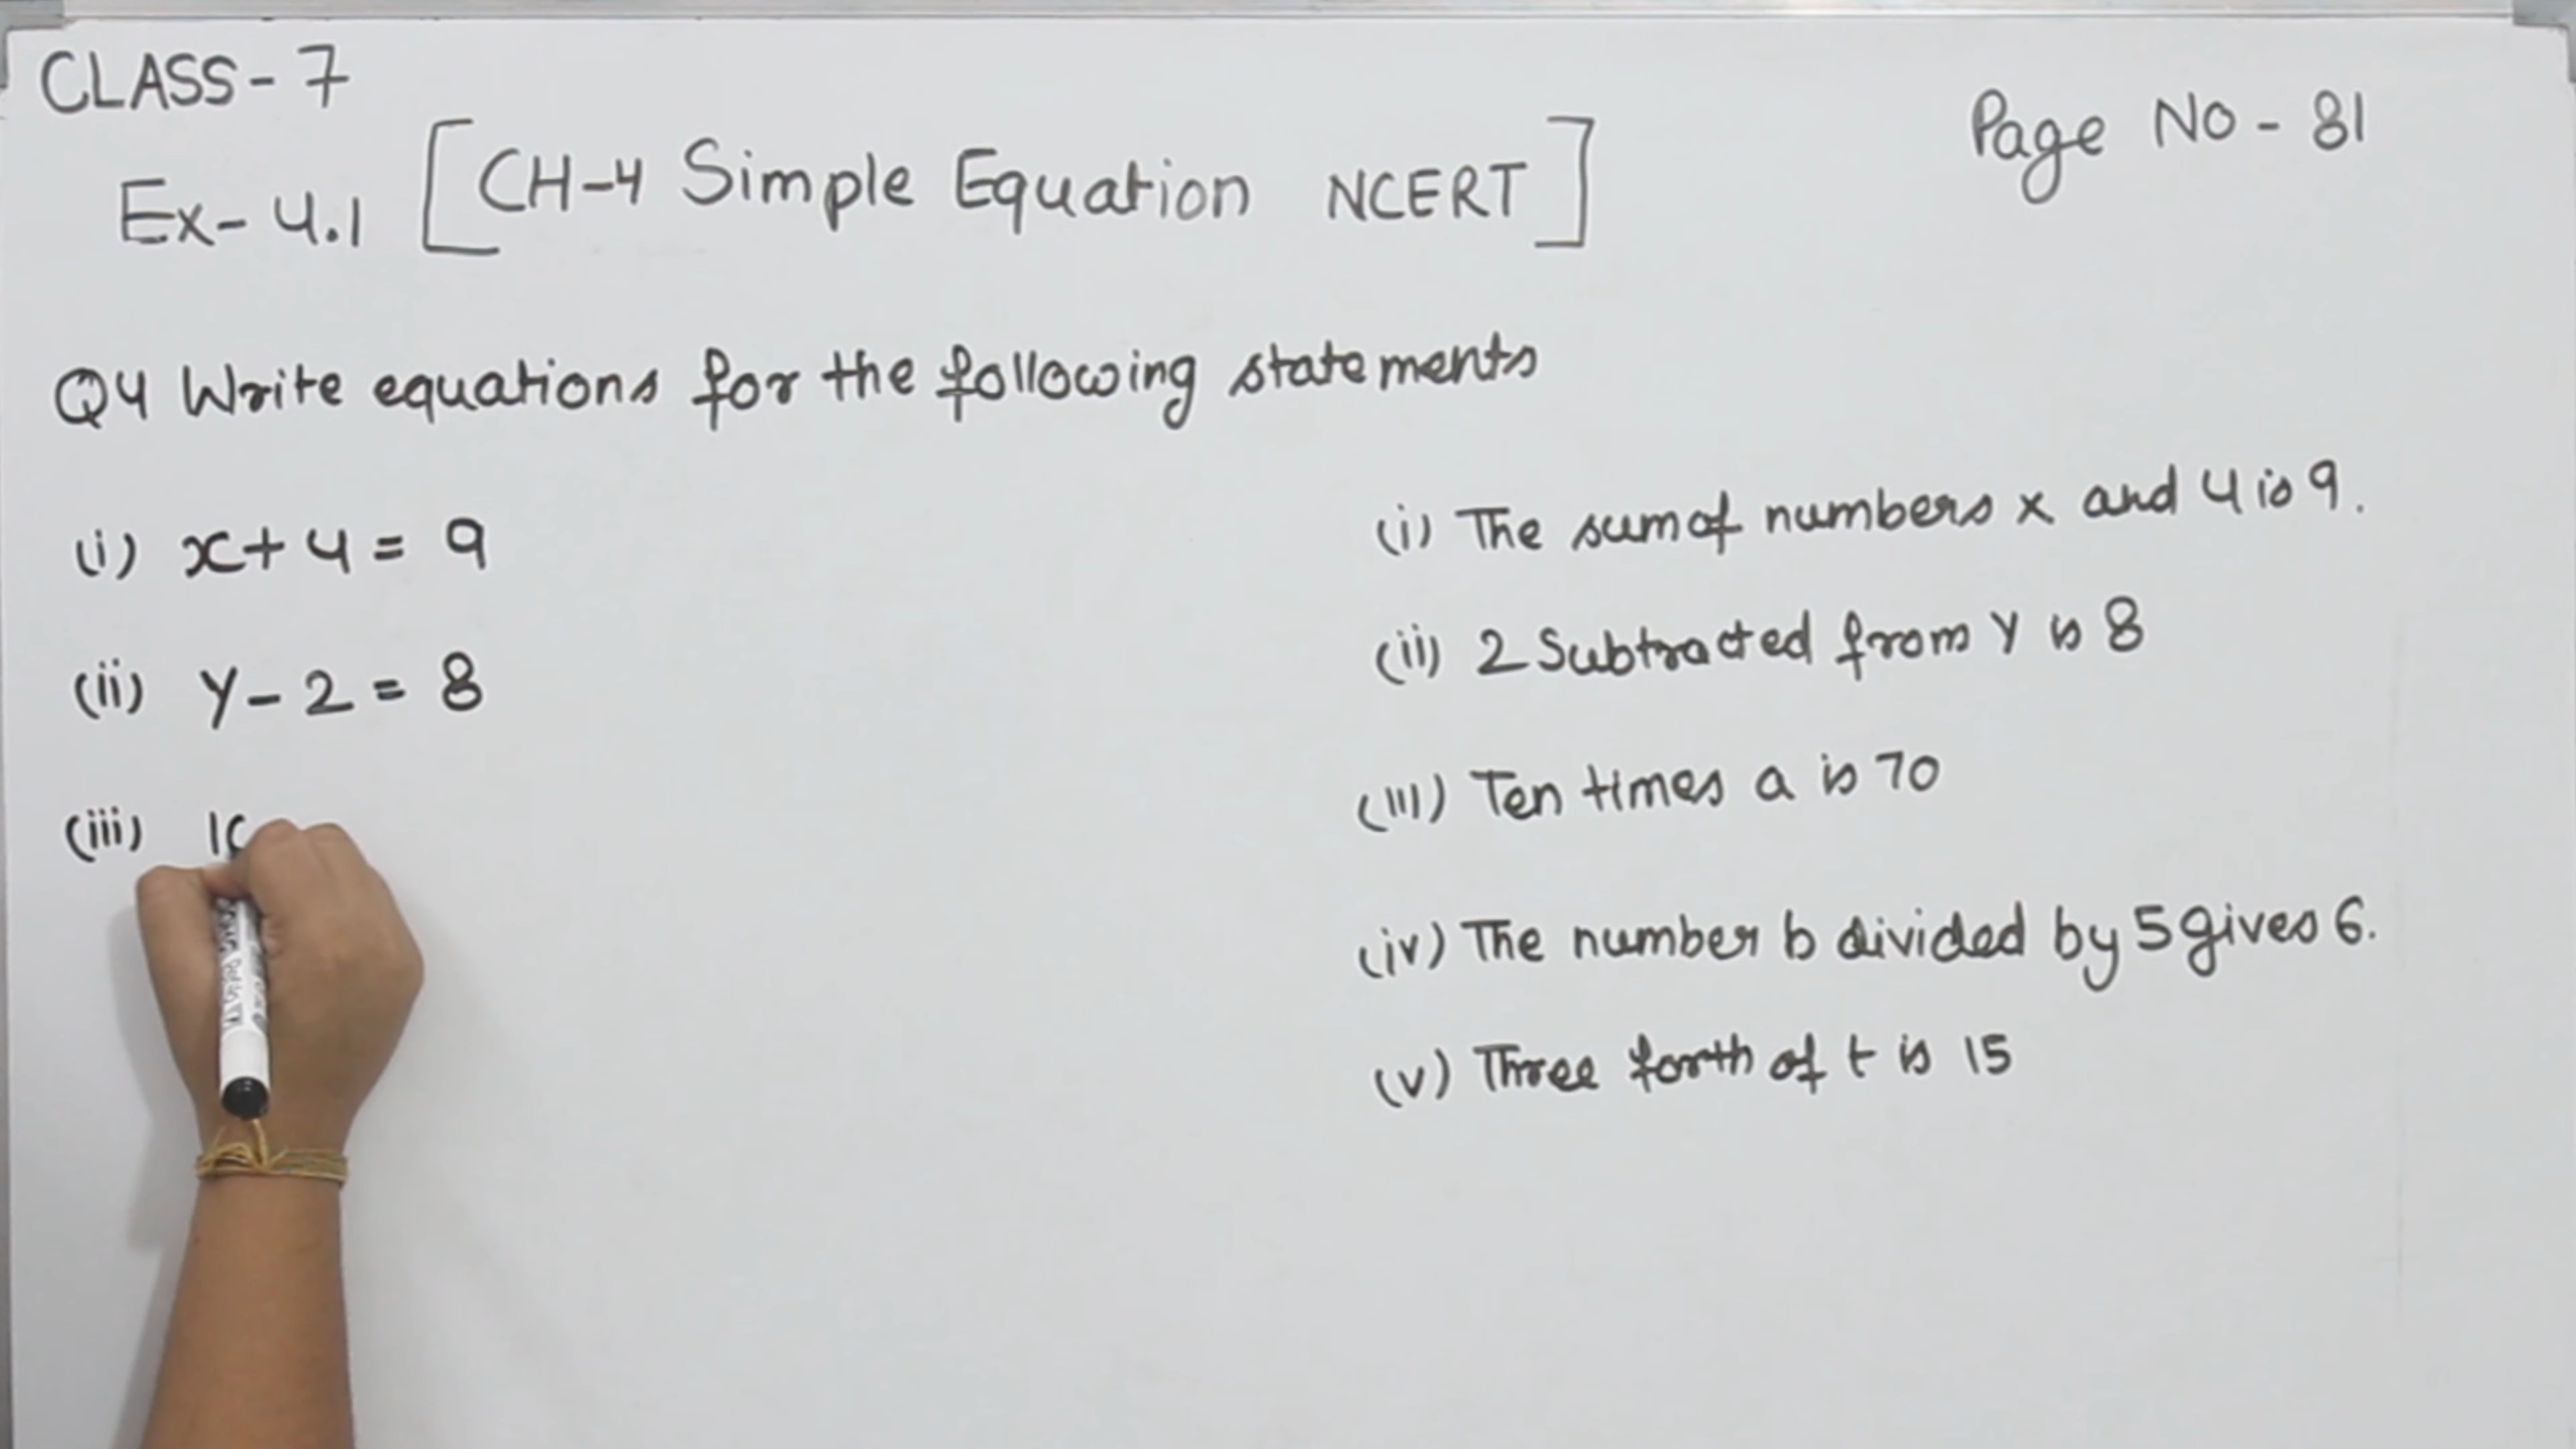 CLASS - 7
Page No - 81
Ex - 4.1 [CH-4 Simple Equation NCERT]
Q4 Write equations for the following statements
(i) x + 4 = 9
(i) The sum of numbers x and 4 is 9.
(ii) y - 2 = 8
(ii) 2 Subtracted from y is 8
(iii) 10
(iii) Ten times a is 70
(iv) The number b divided by 5 gives 6.
(v) Three forth of t is 15